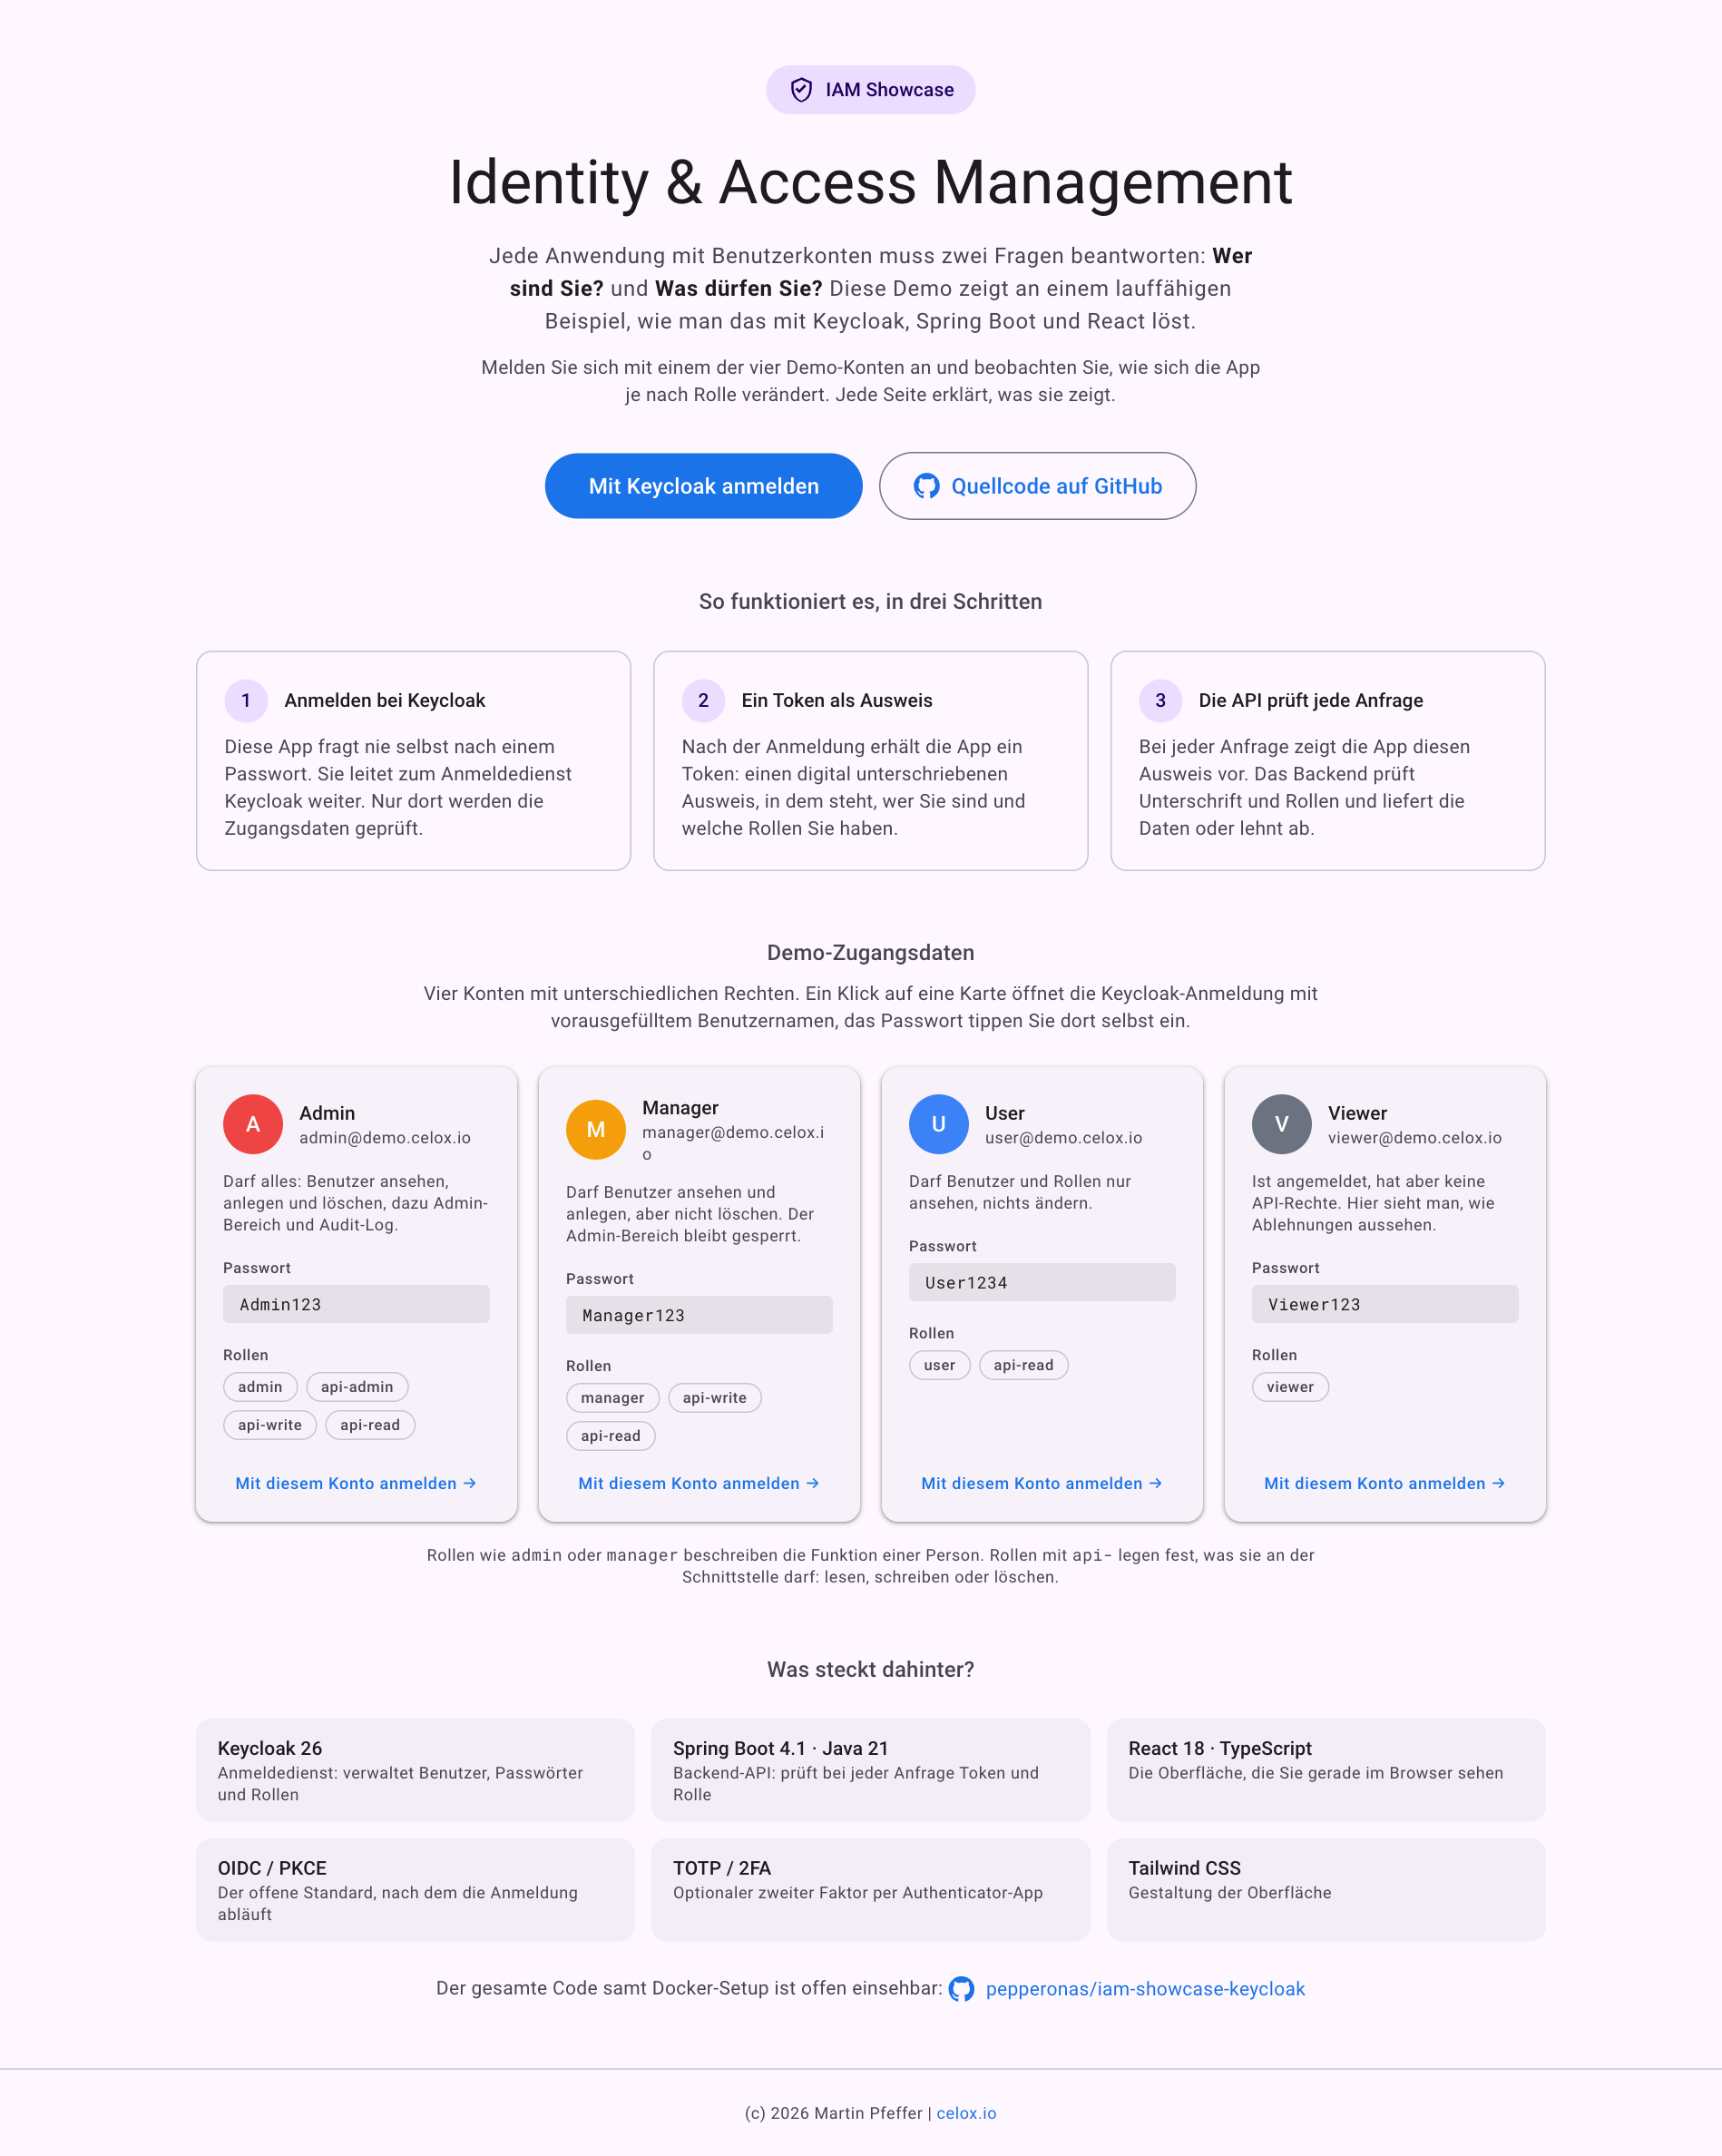 IAM Showcase
Identity & Access Management
Jede Anwendung mit Benutzerkonten muss zwei Fragen beantworten: Wer
sind Sie? und Was dürfen Sie? Diese Demo zeigt an einem lauffähigen
Beispiel, wie man das mit Keycloak, Spring Boot und React löst.
Melden Sie sich mit einem der vier Demo-Konten an und beobachten Sie, wie sich die App
je nach Rolle verändert. Jede Seite erklärt, was sie zeigt.
Mit Keycloak anmelden
Quellcode auf GitHub
So funktioniert es, in drei Schritten
1
Anmelden bei Keycloak
Diese App fragt nie selbst nach einem
Passwort. Sie leitet zum Anmeldedienst
Keycloak weiter. Nur dort werden die
Zugangsdaten geprüft.
2
Ein Token als Ausweis
Nach der Anmeldung erhält die App ein
Token: einen digital unterschriebenen
Ausweis, in dem steht, wer Sie sind und
welche Rollen Sie haben.
3
Die API prüft jede Anfrage
Bei jeder Anfrage zeigt die App diesen
Ausweis vor. Das Backend prüft
Unterschrift und Rollen und liefert die
Daten oder lehnt ab.
Demo-Zugangsdaten
Vier Konten mit unterschiedlichen Rechten. Ein Klick auf eine Karte öffnet die Keycloak-Anmeldung mit
vorausgefülltem Benutzernamen, das Passwort tippen Sie dort selbst ein.
A
Admin
admin@demo.celox.io
Darf alles: Benutzer ansehen,
anlegen und löschen, dazu Admin-
Bereich und Audit-Log.
Passwort
Admin123
Rollen
admin
api-admin
api-write
api-read
Mit diesem Konto anmelden →
M
Manager
manager@demo.celox.i
o
Darf Benutzer ansehen und
anlegen, aber nicht löschen. Der
Admin-Bereich bleibt gesperrt.
Passwort
Manager123
Rollen
manager
api-write
api-read
Mit diesem Konto anmelden →
U
User
user@demo.celox.io
Darf Benutzer und Rollen nur
ansehen, nichts ändern.
Passwort
User1234
Rollen
user
api-read
Mit diesem Konto anmelden →
V
Viewer
viewer@demo.celox.io
Ist angemeldet, hat aber keine
API-Rechte. Hier sieht man, wie
Ablehnungen aussehen.
Passwort
Viewer123
Rollen
viewer
Mit diesem Konto anmelden →
Rollen wie admin oder manager beschreiben die Funktion einer Person. Rollen mit api- legen fest, was sie an der
Schnittstelle darf: lesen, schreiben oder löschen.
Was steckt dahinter?
Keycloak 26
Anmeldedienst: verwaltet Benutzer, Passwörter
und Rollen
Spring Boot 4.1 · Java 21
Backend-API: prüft bei jeder Anfrage Token und
Rolle
React 18 · TypeScript
Die Oberfläche, die Sie gerade im Browser sehen
OIDC / PKCE
Der offene Standard, nach dem die Anmeldung
abläuft
TOTP / 2FA
Optionaler zweiter Faktor per Authenticator-App
Tailwind CSS
Gestaltung der Oberfläche
Der gesamte Code samt Docker-Setup ist offen einsehbar: pepperonas/iam-showcase-keycloak
(c) 2026 Martin Pfeffer | celox.io